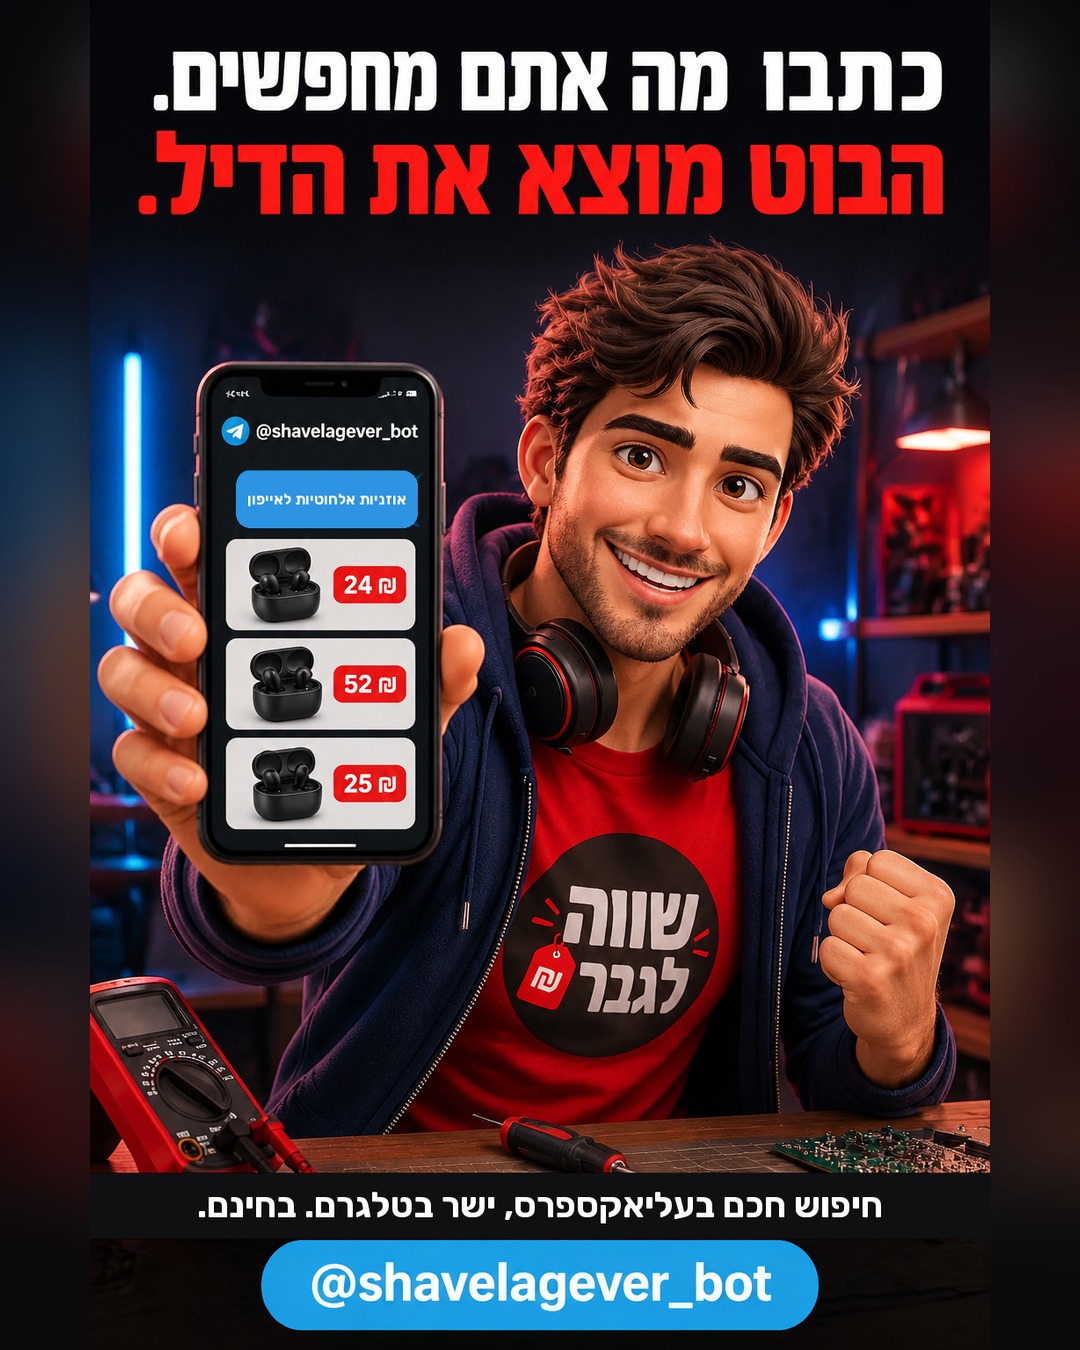 כתבו מה אתם מחפשים.
הבוט מוצא את הדיל.
@shavelagever_bot
אוזניות אלחוטיות לאייפון
24 ₪
52 ₪
25 ₪
שווה
לגבר
₪
חיפוש חכם בעליאקספרס, ישר בטלגרם. בחינם.
@shavelagever_bot